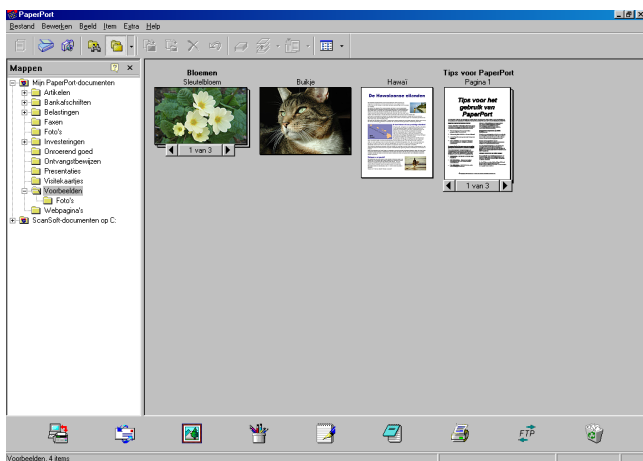 PaperPort
Bestand Bewerken Beeld Item Extra Help
Mappen
Mijn PaperPort-documenten
Artikelen
Bankafschriften
Belastingen
Faxen
Foto's
Investeringen
Onroerend goed
Ontvangstbewijzen
Presentaties
Visitekaartjes
Voorbeelden
Foto's
Webpagina's
ScanSoft-documenten op C:
Bloemen
Sleutelbloem
1 van 3
Buikje
Hawaï
De Hawaïaanse eilanden
Tips voor PaperPort
Pagina 1
Tips voor het
gebruik van
PaperPort
1 van 3
FTP
Voorbeelden, 4 items